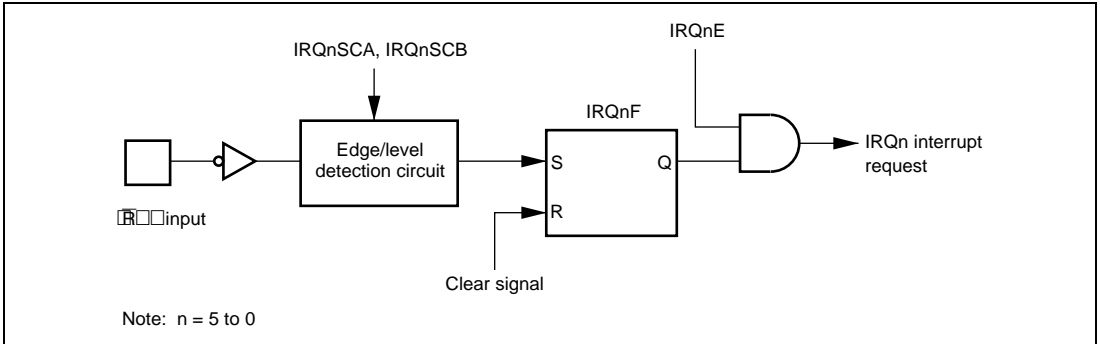 IRQnE
IRQnSCA, IRQnSCB
IRQnF
Edge/level
detection circuit
S
Q
R
IRQn interrupt
request
input
Clear signal
Note: n = 5 to 0